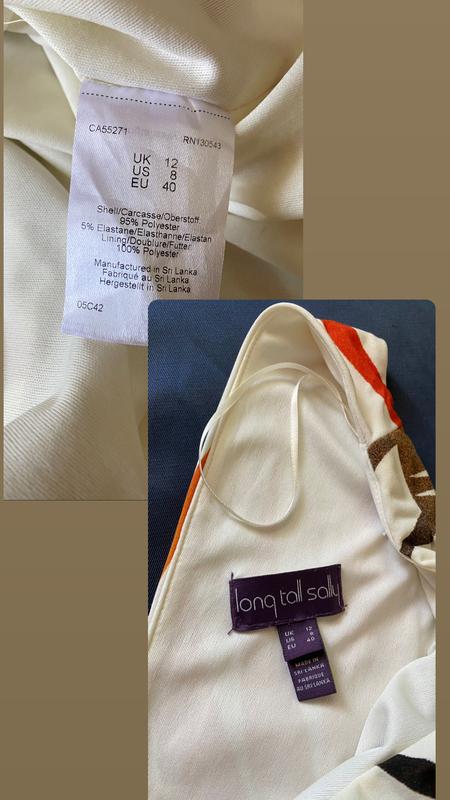 CA55271
RN130543
UK 12
US 8
EU 40
Shell/Carcasse/Oberstoff
95% Polyester
5% Elastane/Elasthanne/Elastan
Lining/Doublure/Futter
100% Polyester
Manufactured in Sri Lanka
Fabriqué au Sri Lanka
Hergestellt in Sri Lanka
05C42
long tall sally
UK 12
US 8
EU 40
MADE IN
SRI LANKA
FABRIQUÉ
AU SRI LANKA